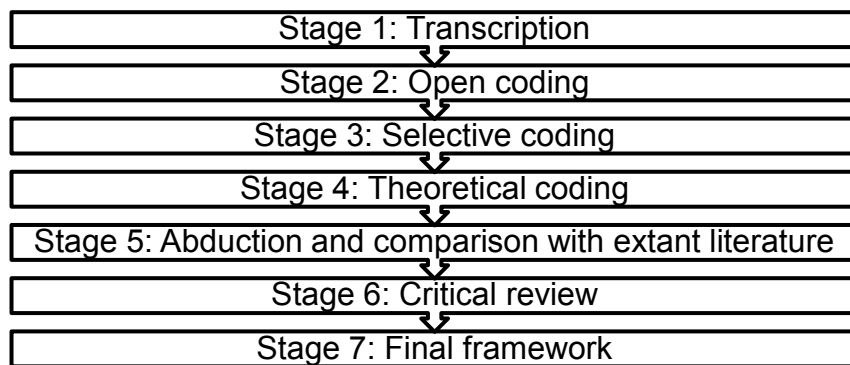 Stage 1: Transcription
Stage 2: Open coding
Stage 3: Selective coding
Stage 4: Theoretical coding
Stage 5: Abduction and comparison with extant literature
Stage 6: Critical review
Stage 7: Final framework